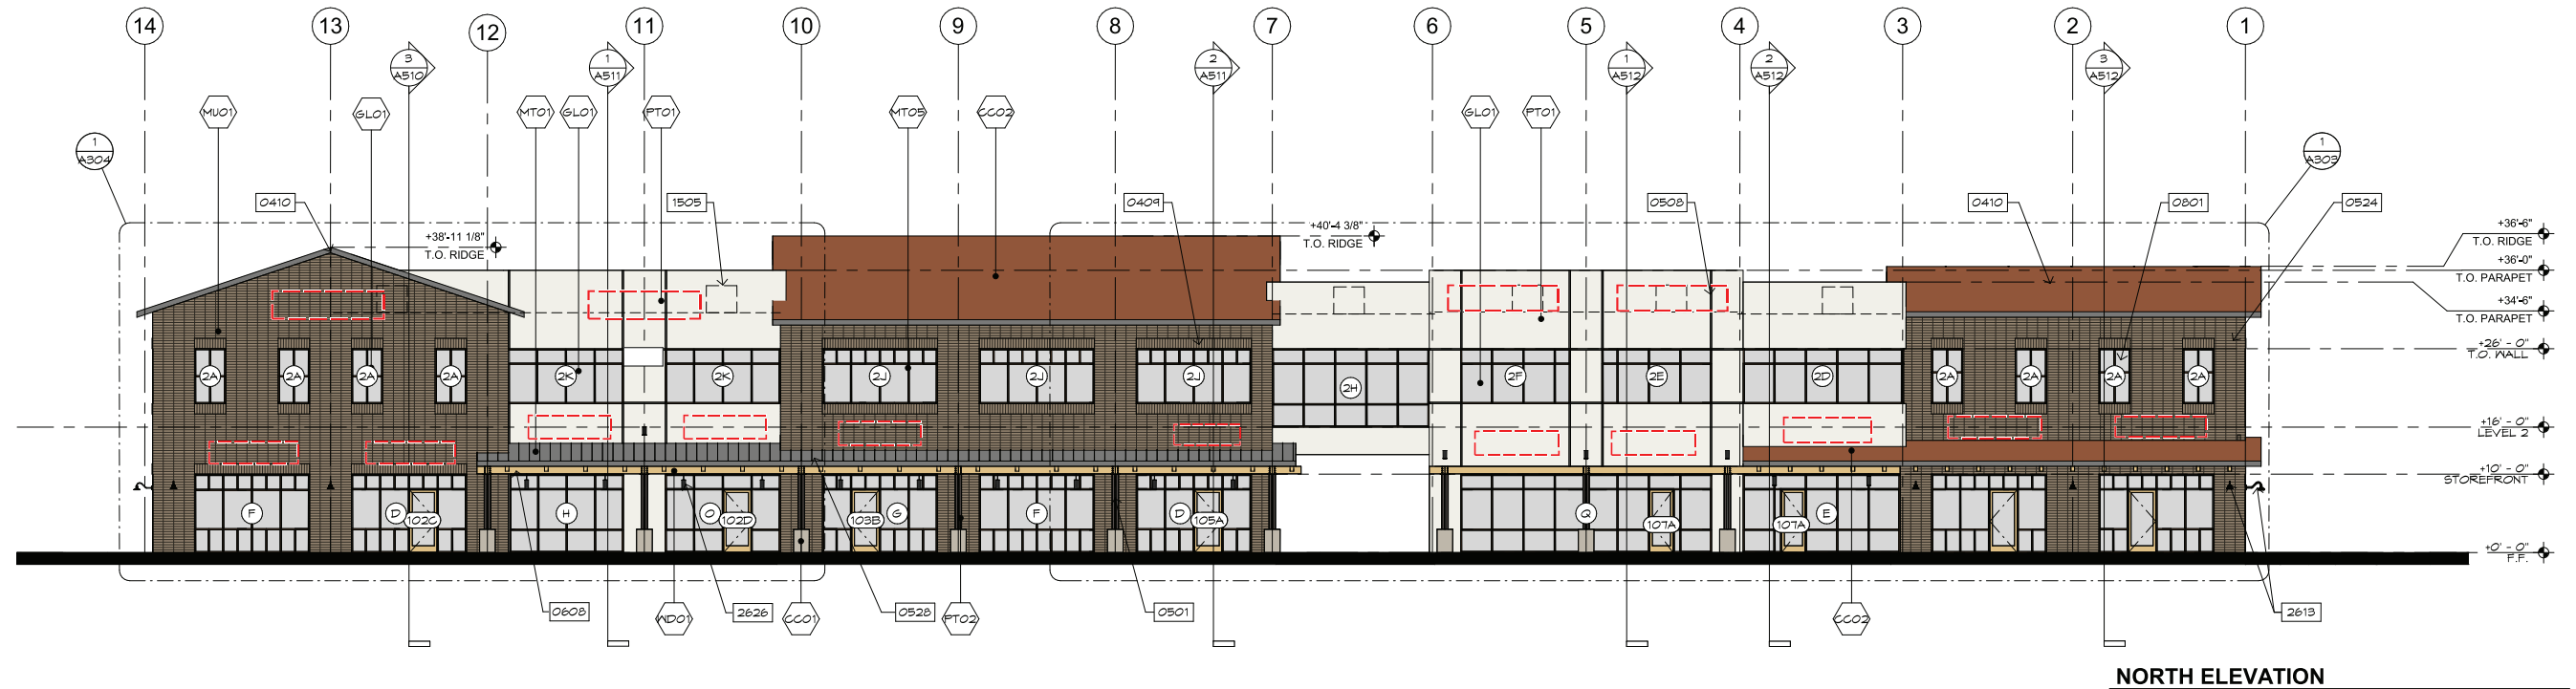 14 13 12 11 10 9 8 7 6 5 4 3 2 1
3 A510
1 A511
2 A511
1 A512
2 A512
3 A512
MU01 GL01 MT01 GL01 PT01 MT05 CC02 GL01 PT01
1 A304
1 A303
0410 1505 0409 0508 0410 0801 0524
+38'-11 1/8"
T.O. RIDGE
+40'-4 3/8"
T.O. RIDGE
+36'-6"
T.O. RIDGE
+36'-0"
T.O. PARAPET
+34'-6"
T.O. PARAPET
+26' - 0"
T.O. WALL
2A 2A 2A 2A 2K 2K 2J 2J 2J 2H 2F 2E 2D 2A 2A 2A 2A
+16' - 0"
LEVEL 2
+10' - 0"
STOREFRONT
F D 102C H O 102D 103B G F D 105A Q 107A 107A E
+0' - 0"
F.F.
0608 WD01 2626 CC01 0528 PT02 0501 CC02 2613
NORTH ELEVATION